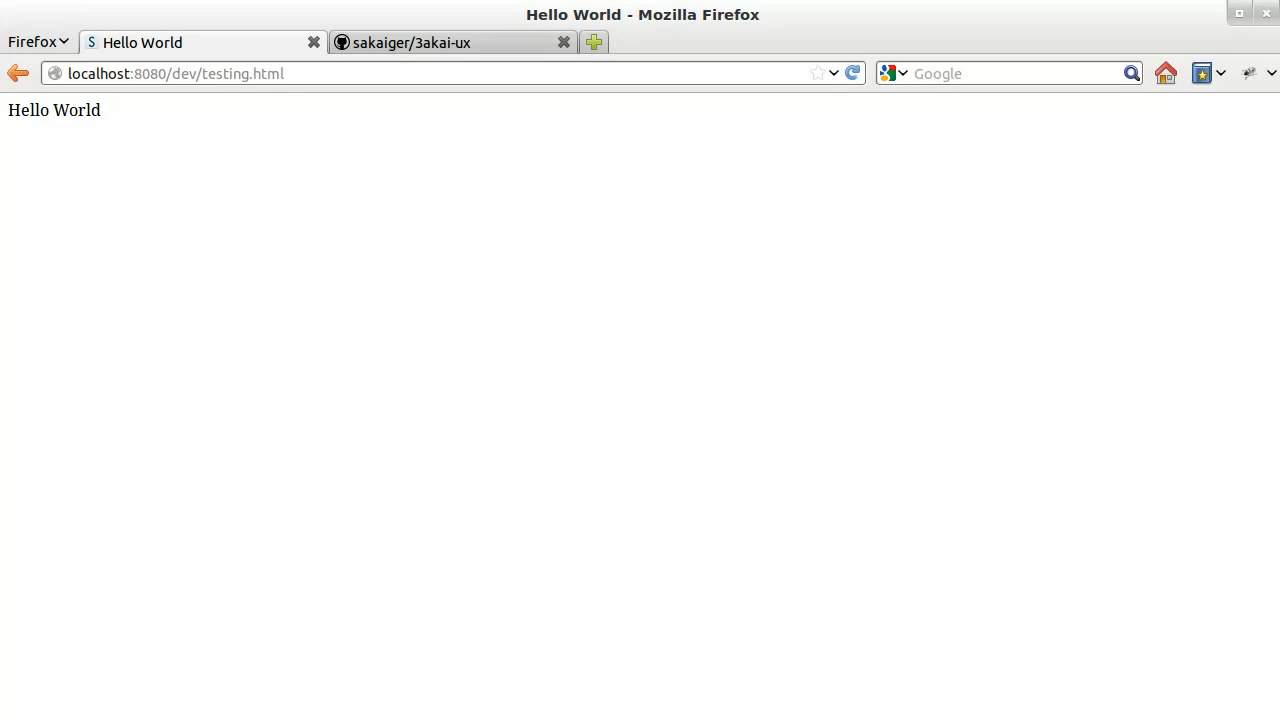 Hello World - Mozilla Firefox
Firefox
S Hello World
sakaiger/3akai-ux
localhost:8080/dev/testing.html
Google
Hello World